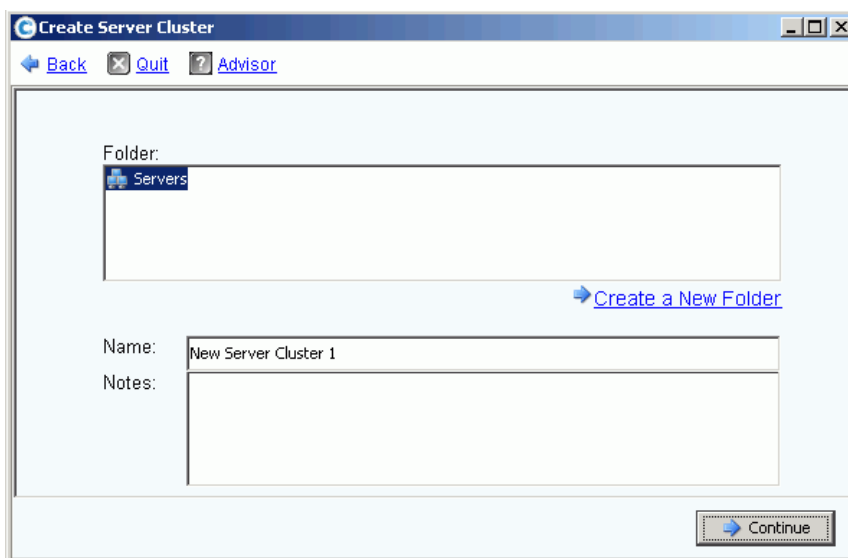 Create Server Cluster
Back Quit Advisor
Folder:
Servers
Create a New Folder
Name: New Server Cluster 1
Notes:
Continue